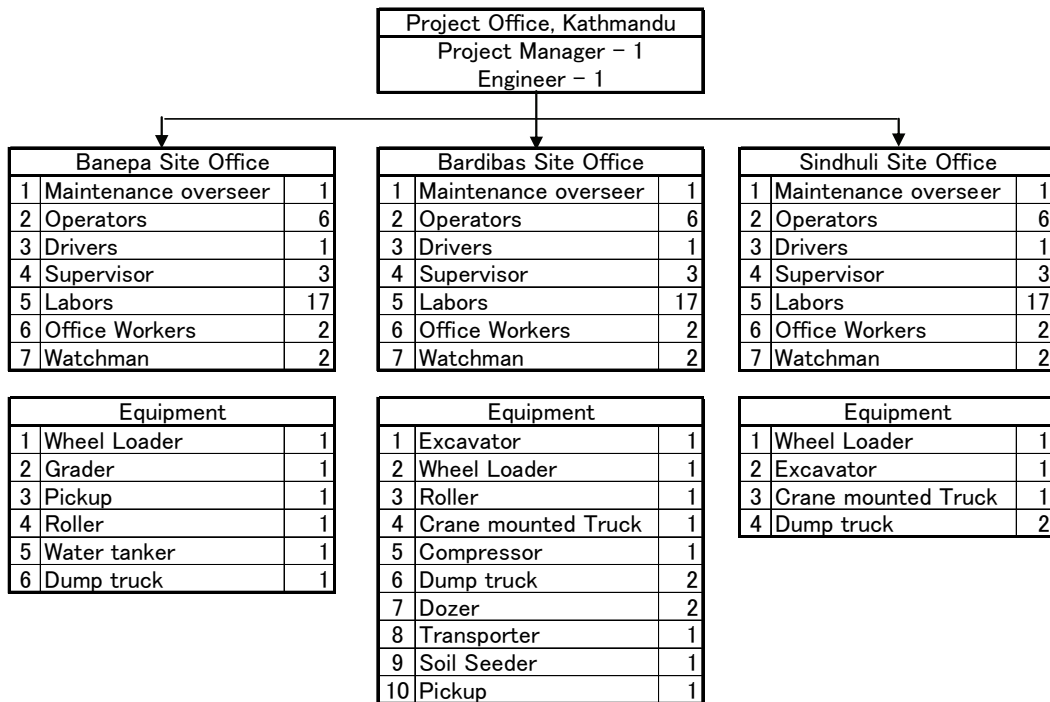 Project Office, Kathmandu
Project Manager - 1
Engineer - 1
Banepa Site Office
1 Maintenance overseer 1
2 Operators 6
3 Drivers 1
4 Supervisor 3
5 Labors 17
6 Office Workers 2
7 Watchman 2
Bardibas Site Office
1 Maintenance overseer 1
2 Operators 6
3 Drivers 1
4 Supervisor 3
5 Labors 17
6 Office Workers 2
7 Watchman 2
Sindhuli Site Office
1 Maintenance overseer 1
2 Operators 6
3 Drivers 1
4 Supervisor 3
5 Labors 17
6 Office Workers 2
7 Watchman 2
Equipment
1 Wheel Loader 1
2 Grader 1
3 Pickup 1
4 Roller 1
5 Water tanker 1
6 Dump truck 1
Equipment
1 Excavator 1
2 Wheel Loader 1
3 Roller 1
4 Crane mounted Truck 1
5 Compressor 1
6 Dump truck 2
7 Dozer 2
8 Transporter 1
9 Soil Seeder 1
10 Pickup 1
Equipment
1 Wheel Loader 1
2 Excavator 1
3 Crane mounted Truck 1
4 Dump truck 2